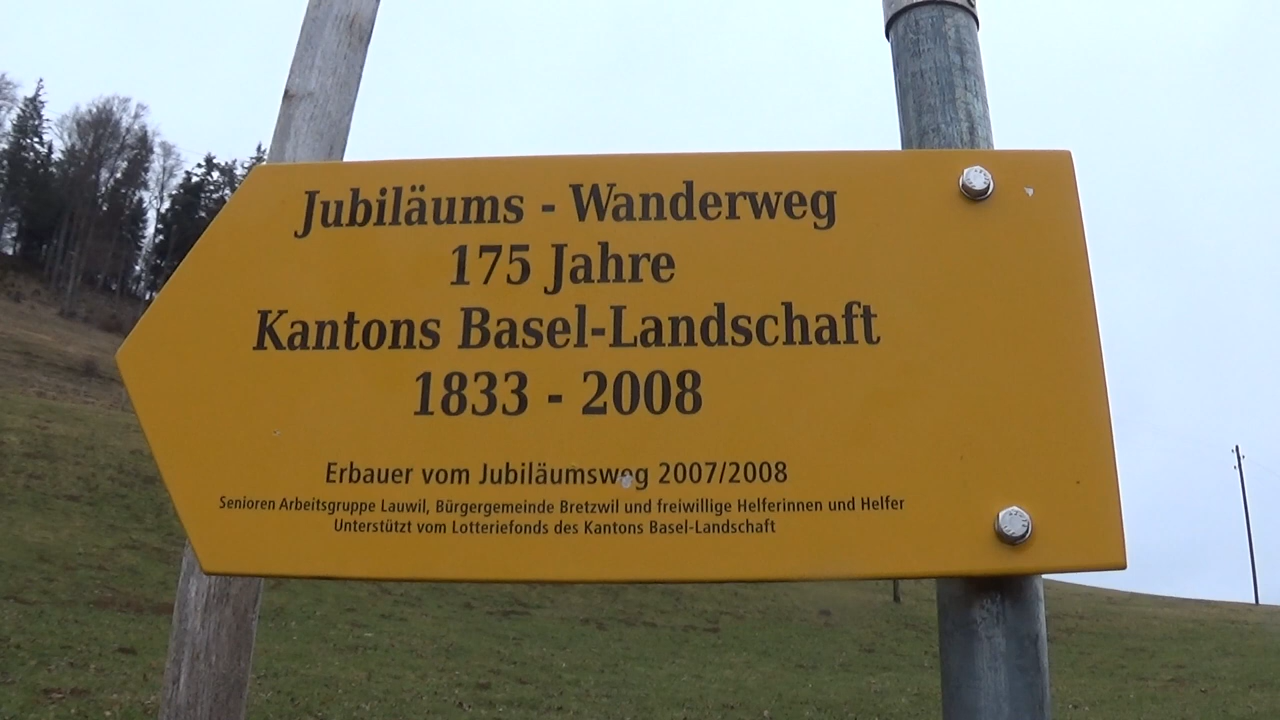 Jubiläums - Wanderweg
175 Jahre
Kantons Basel-Landschaft
1833 - 2008
Erbauer vom Jubiläumsweg 2007/2008
Senioren Arbeitsgruppe Lauwil, Bürgergemeinde Bretzwil und freiwillige Helferinnen und Helfer
Unterstützt vom Lotteriefonds des Kantons Basel-Landschaft